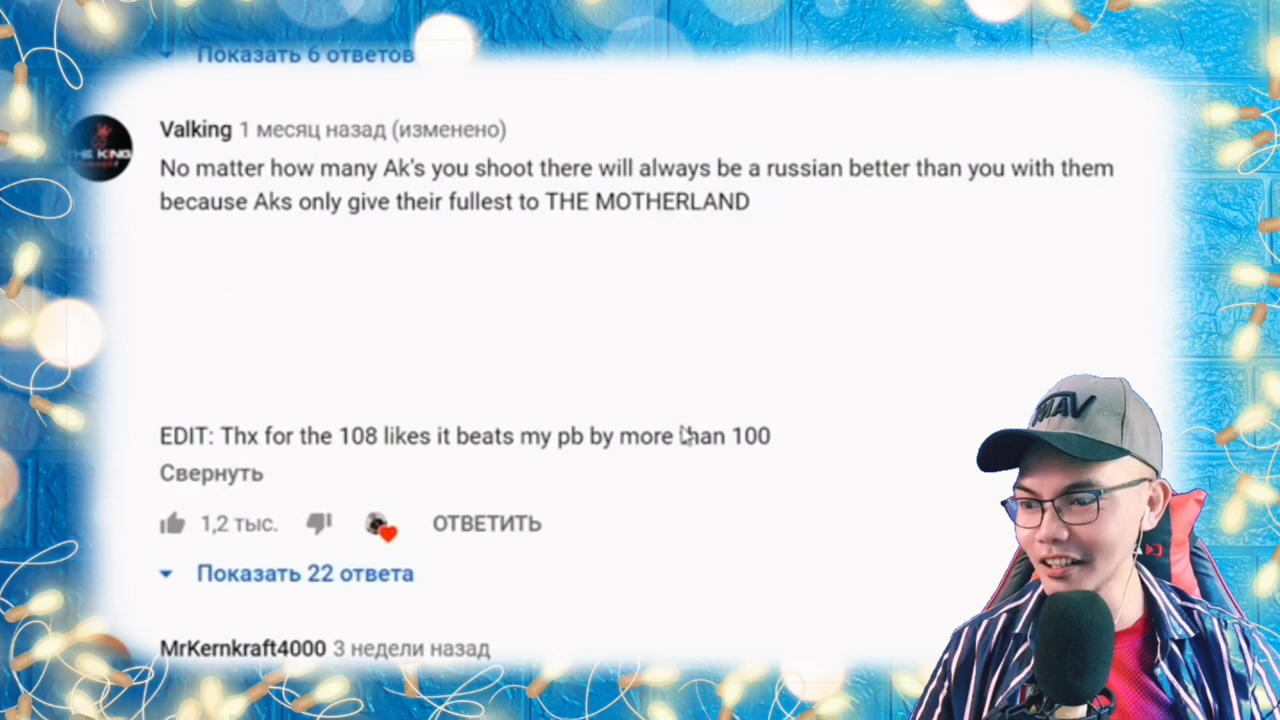 Показать 6 ответов
Valking 1 месяц назад (изменено)
No matter how many Ak's you shoot there will always be a russian better than you with them
because Aks only give their fullest to THE MOTHERLAND
EDIT: Thx for the 108 likes it beats my pb by more than 100
Свернуть
1,2 тыс. ОТВЕТИТЬ
Показать 22 ответа
MrKernkraft4000 3 недели назад